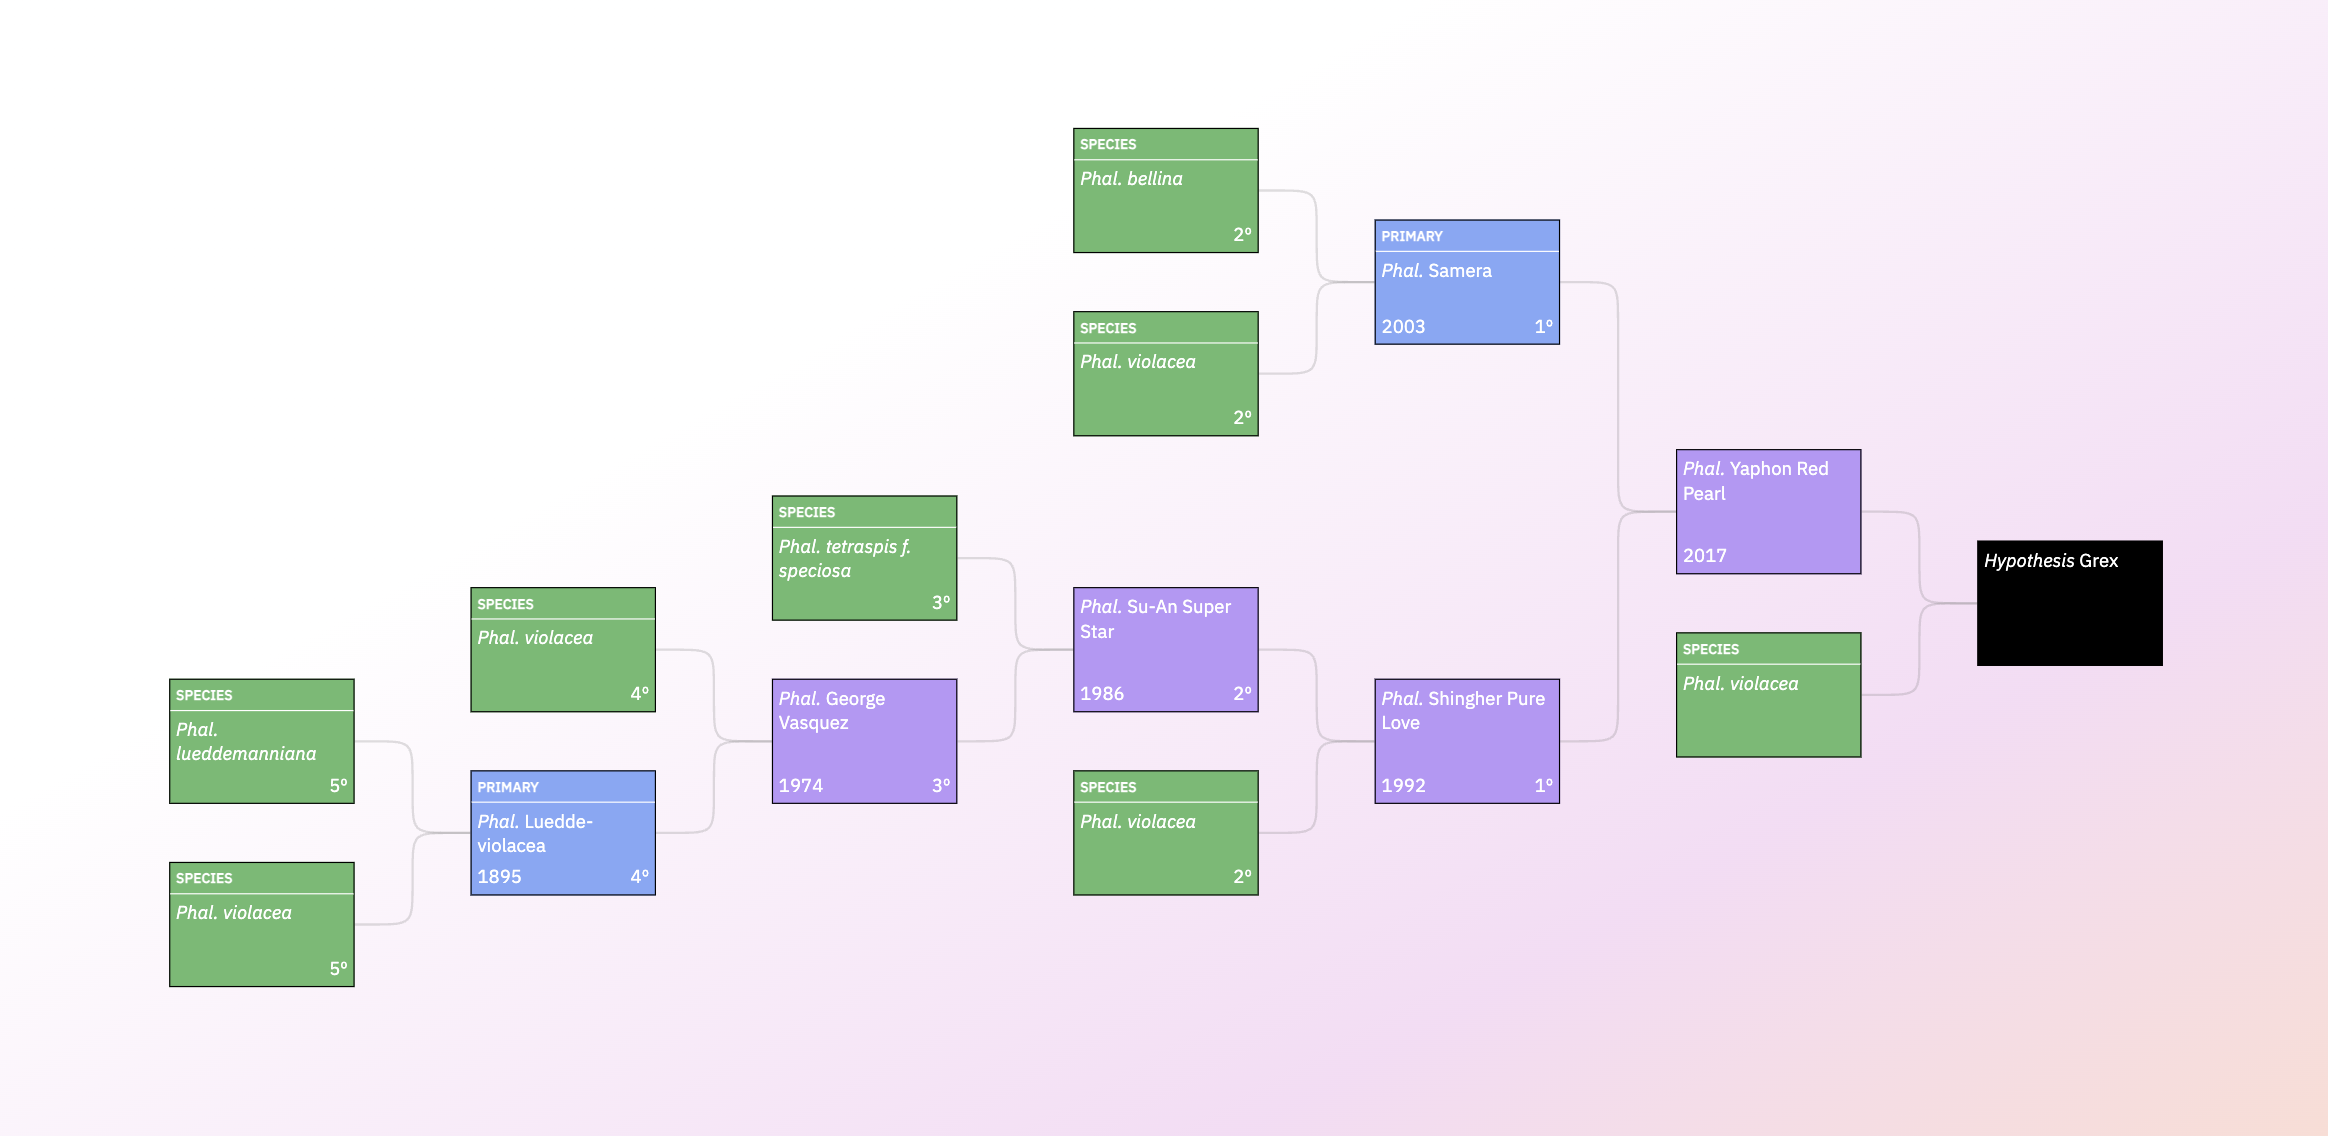 SPECIES
Phal. bellina
2º
SPECIES
Phal. violacea
2º
PRIMARY
Phal. Samera
2003 1º
SPECIES
Phal. tetraspis f.
speciosa
3º
SPECIES
Phal. violacea
4º
SPECIES
Phal.
lueddemanniana
5º
SPECIES
Phal. violacea
5º
PRIMARY
Phal. Luedde-
violacea
1895 4º
Phal. George
Vasquez
1974 3º
Phal. Su-An Super
Star
1986 2º
SPECIES
Phal. violacea
2º
Phal. Shingher Pure
Love
1992 1º
Phal. Yaphon Red
Pearl
2017
SPECIES
Phal. violacea
Hypothesis Grex